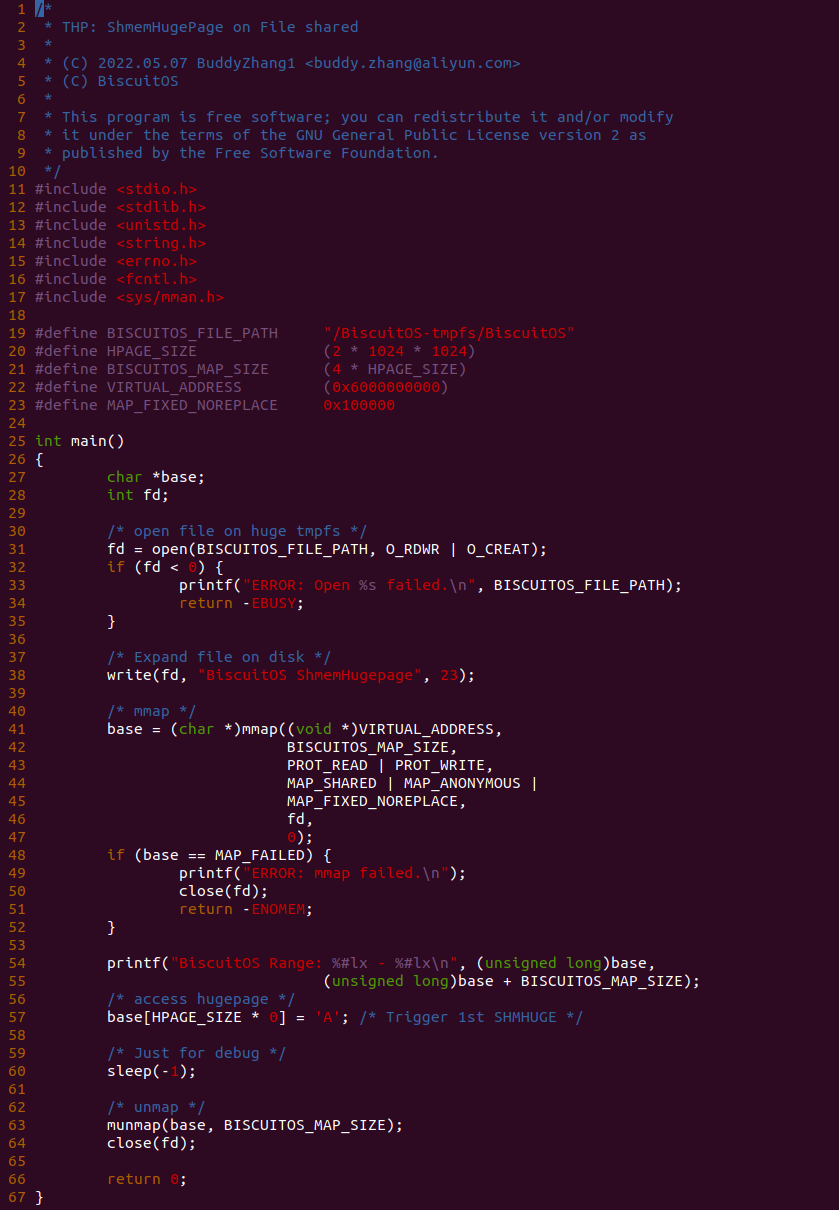 1 /*
2  * THP: ShmemHugePage on File shared
3  *
4  * (C) 2022.05.07 BuddyZhang1 <buddy.zhang@aliyun.com>
5  * (C) BiscuitOS
6  *
7  * This program is free software; you can redistribute it and/or modify
8  * it under the terms of the GNU General Public License version 2 as
9  * published by the Free Software Foundation.
10  */
11 #include <stdio.h>
12 #include <stdlib.h>
13 #include <unistd.h>
14 #include <string.h>
15 #include <errno.h>
16 #include <fcntl.h>
17 #include <sys/mman.h>
18
19 #define BISCUITOS_FILE_PATH     "/BiscuitOS-tmpfs/BiscuitOS"
20 #define HPAGE_SIZE              (2 * 1024 * 1024)
21 #define BISCUITOS_MAP_SIZE      (4 * HPAGE_SIZE)
22 #define VIRTUAL_ADDRESS         (0x6000000000)
23 #define MAP_FIXED_NOREPLACE     0x100000
24
25 int main()
26 {
27         char *base;
28         int fd;
29
30         /* open file on huge tmpfs */
31         fd = open(BISCUITOS_FILE_PATH, O_RDWR | O_CREAT);
32         if (fd < 0) {
33                 printf("ERROR: Open %s failed.\n", BISCUITOS_FILE_PATH);
34                 return -EBUSY;
35         }
36
37         /* Expand file on disk */
38         write(fd, "BiscuitOS ShmemHugepage", 23);
39
40         /* mmap */
41         base = (char *)mmap((void *)VIRTUAL_ADDRESS,
42                             BISCUITOS_MAP_SIZE,
43                             PROT_READ | PROT_WRITE,
44                             MAP_SHARED | MAP_ANONYMOUS |
45                             MAP_FIXED_NOREPLACE,
46                             fd,
47                             0);
48         if (base == MAP_FAILED) {
49                 printf("ERROR: mmap failed.\n");
50                 close(fd);
51                 return -ENOMEM;
52         }
53
54         printf("BiscuitOS Range: %#lx - %#lx\n", (unsigned long)base,
55                                 (unsigned long)base + BISCUITOS_MAP_SIZE);
56         /* access hugepage */
57         base[HPAGE_SIZE * 0] = 'A'; /* Trigger 1st SHMHUGE */
58
59         /* Just for debug */
60         sleep(-1);
61
62         /* unmap */
63         munmap(base, BISCUITOS_MAP_SIZE);
64         close(fd);
65
66         return 0;
67 }